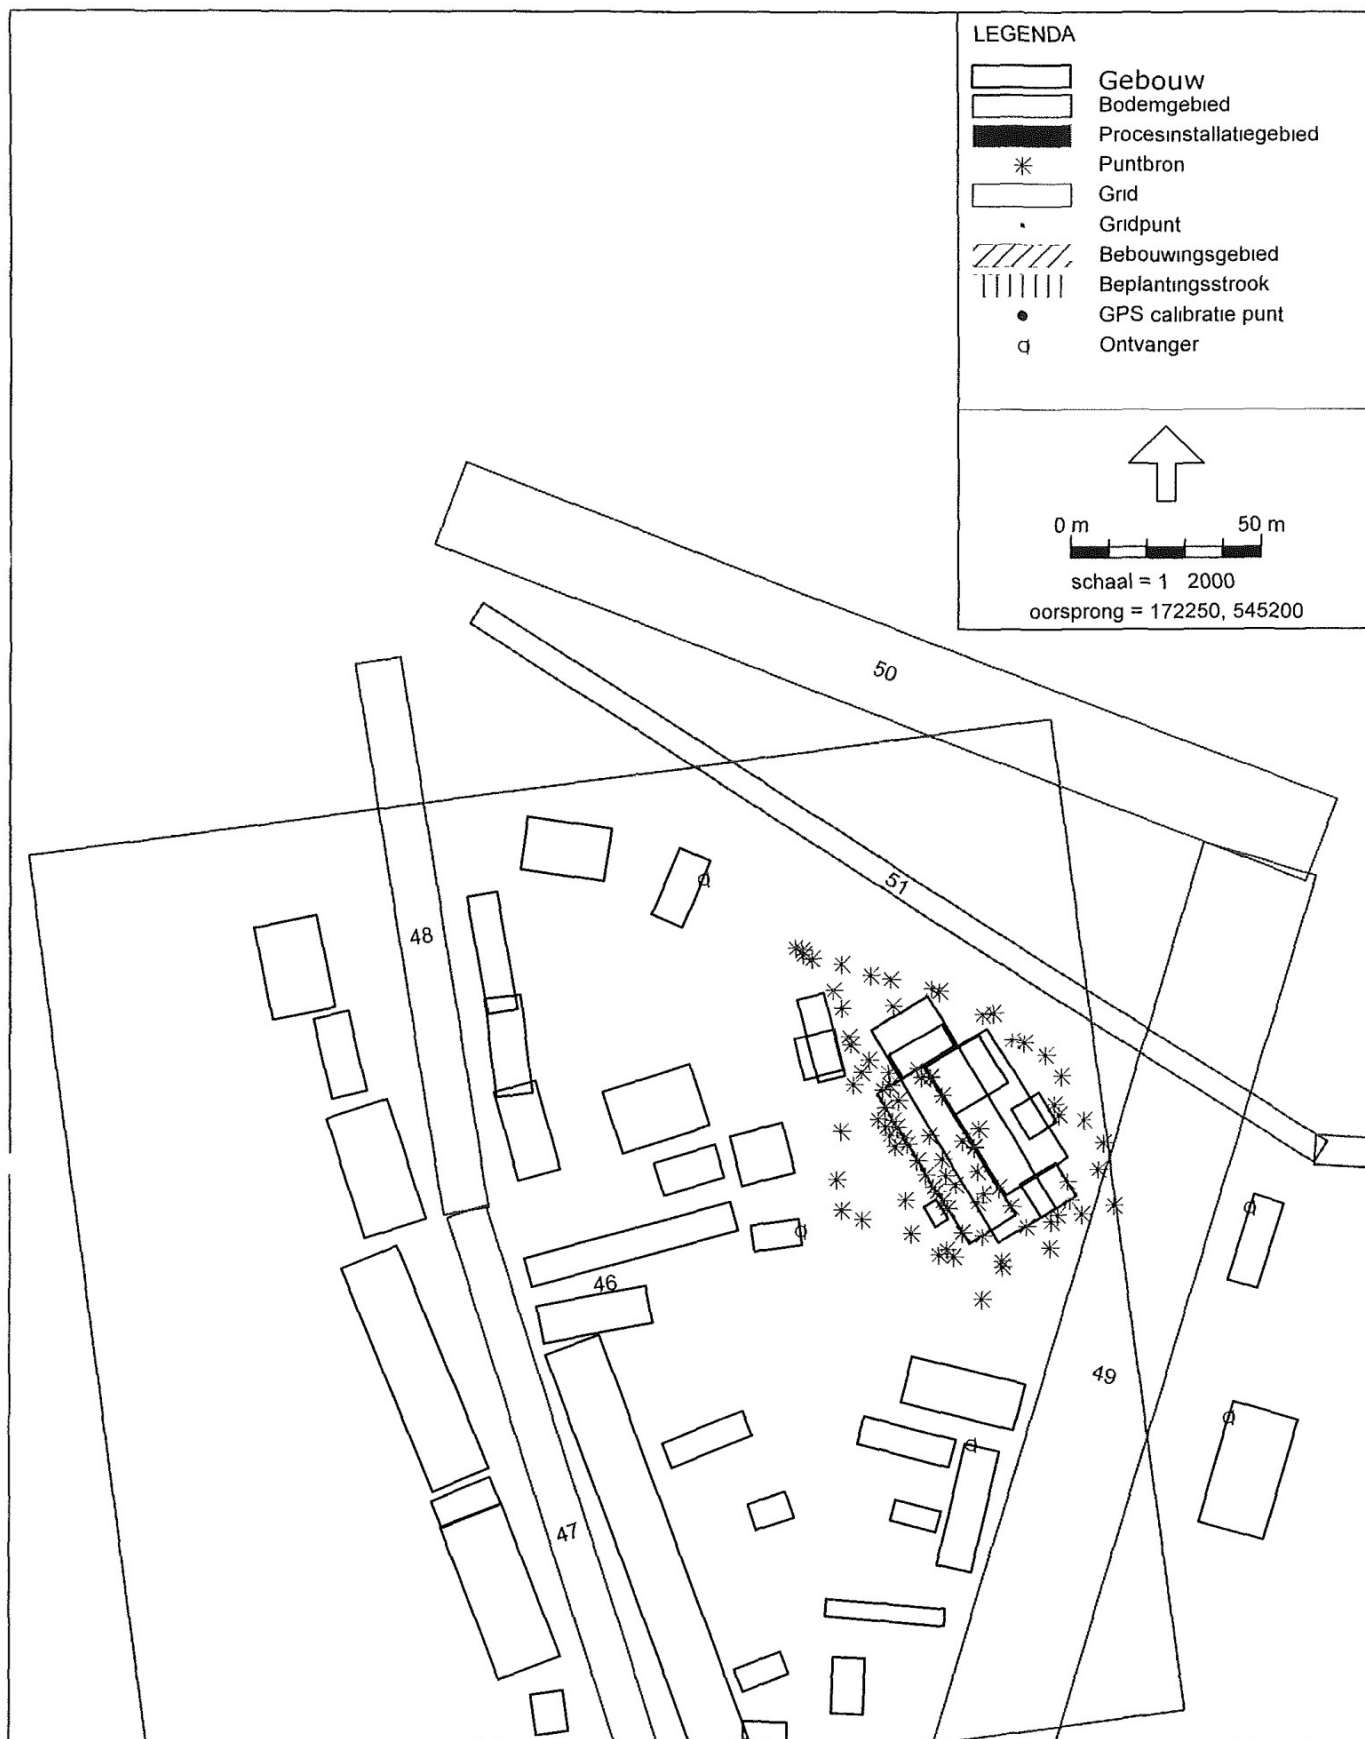 LEGENDA
Gebouw
Bodemgebied
Procesinstallatiegebied
Puntbron
Grid
Gridpunt
Bebouwingsgebied
Beplantingsstrook
GPS calibratie punt
Ontvanger
0 m 50 m
schaal = 1 2000
oorsprong = 172250, 545200
50
51
48
46
49
47